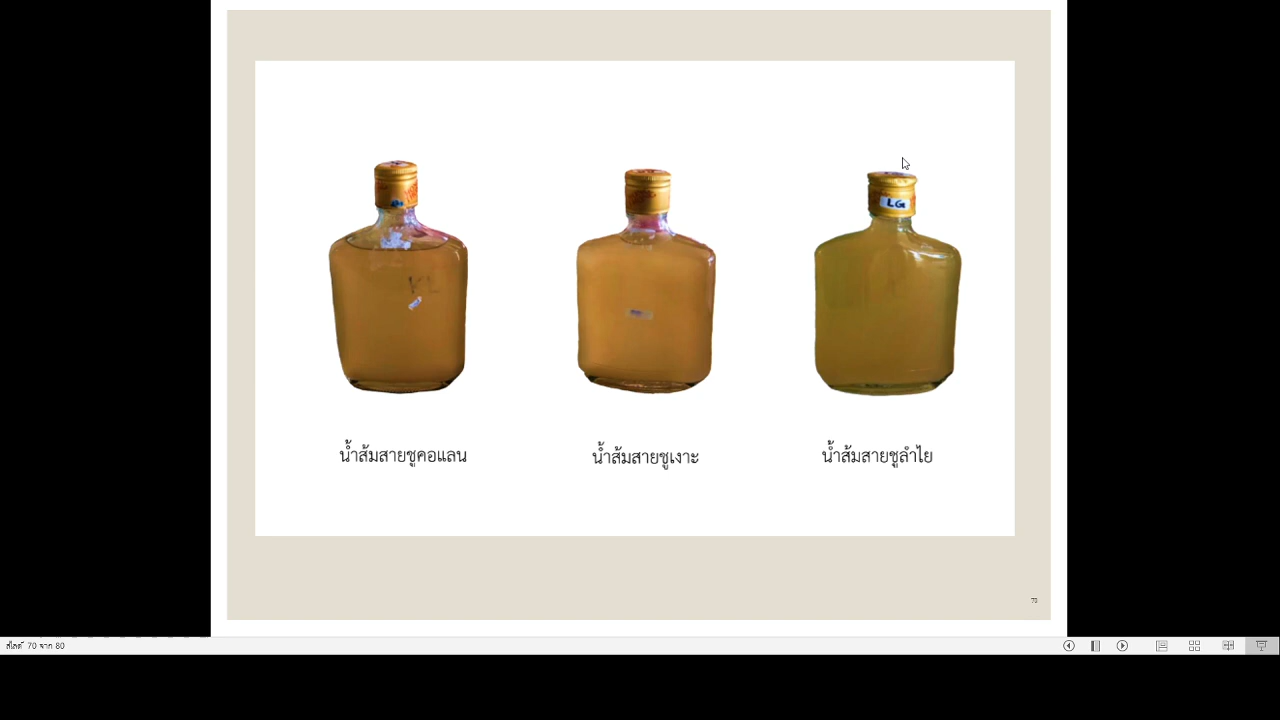 LG
น้ำส้มสายชูคอแลน
น้ำส้มสายชูเงาะ
น้ำส้มสายชูลำไย
70
สไลด์ 70 จาก 80